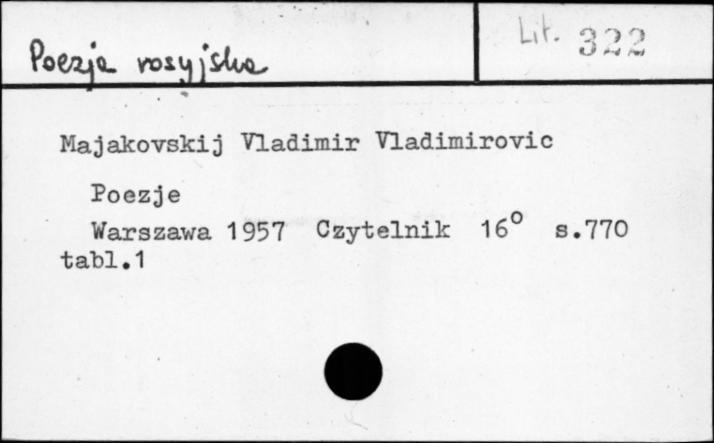 Lit. 322
Poezja rosyjska
Majakovskij Vladimir Vladimirovic
Poezje
Warszawa 1957 Czytelnik 16° s.770
tabl.1